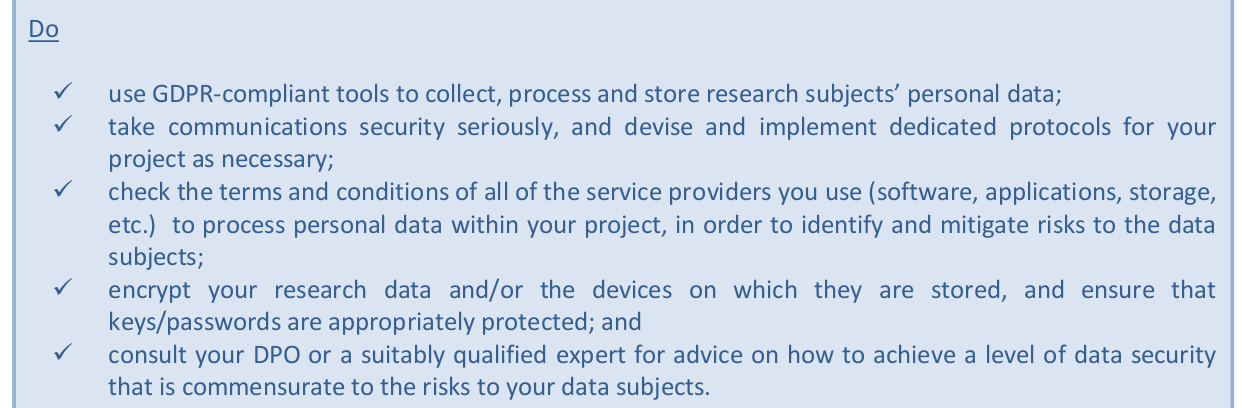 Do
✓ use GDPR-compliant tools to collect, process and store research subjects’ personal data;
✓ take communications security seriously, and devise and implement dedicated protocols for your
project as necessary;
✓ check the terms and conditions of all of the service providers you use (software, applications, storage,
etc.)  to process personal data within your project, in order to identify and mitigate risks to the data
subjects;
✓ encrypt your research data and/or the devices on which they are stored, and ensure that
keys/passwords are appropriately protected; and
✓ consult your DPO or a suitably qualified expert for advice on how to achieve a level of data security
that is commensurate to the risks to your data subjects.